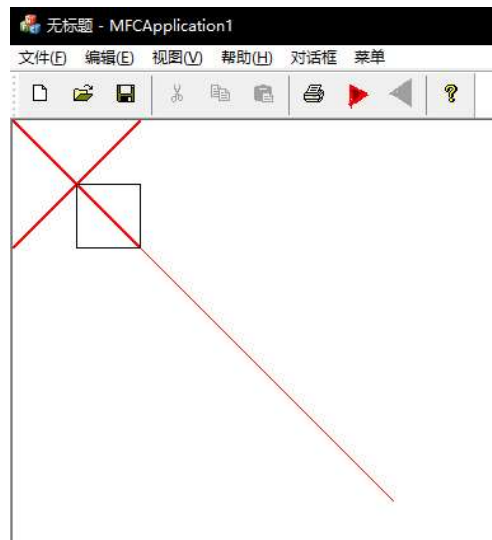 无标题 - MFCApplication1
文件(F) 编辑(E) 视图(V) 帮助(H) 对话框 菜单